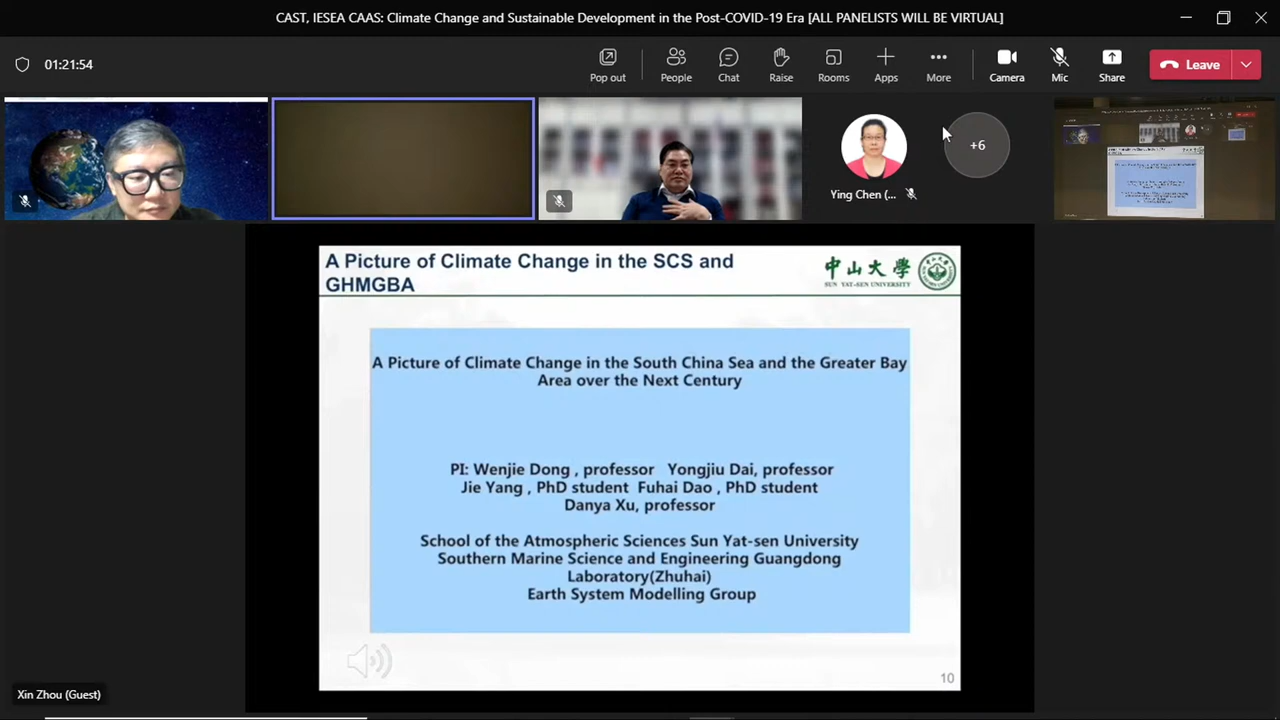 CAST, IESEA CAAS: Climate Change and Sustainable Development in the Post-COVID-19 Era [ALL PANELISTS WILL BE VIRTUAL]
01:21:54
Pop out
People
Chat
Raise
Rooms
Apps
More
Camera
Mic
Share
Leave
Ying Chen (...
+6
A Picture of Climate Change in the SCS and
GHMGBA
中山大學
SUN YAT-SEN UNIVERSITY
A Picture of Climate Change in the South China Sea and the Greater Bay
Area over the Next Century
PI: Wenjie Dong , professor Yongjiu Dai, professor
Jie Yang , PhD student Fuhai Dao , PhD student
Danya Xu, professor
School of the Atmospheric Sciences Sun Yat-sen University
Southern Marine Science and Engineering Guangdong
Laboratory(Zhuhai)
Earth System Modelling Group
10
Xin Zhou (Guest)